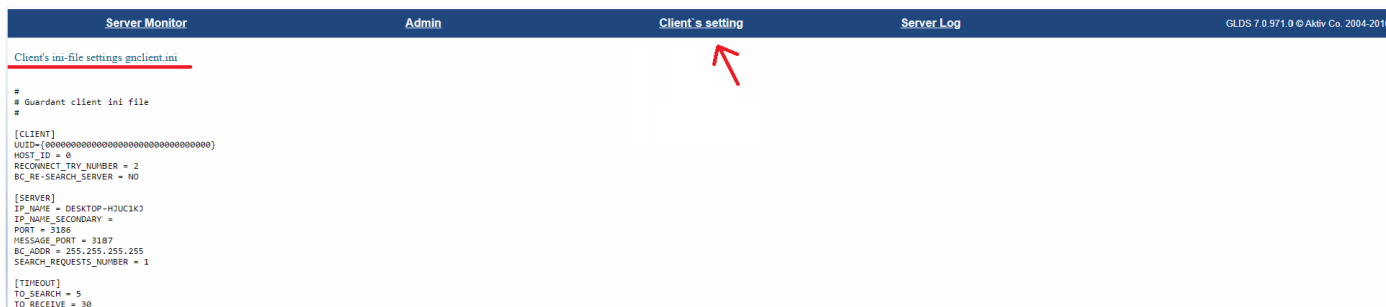 Server Monitor Admin Client`s setting Server Log GLDS 7.0.971.0 © Aktiv Co. 2004-2016
Client's ini-file settings gnclient.ini
#
# Guardant client ini file
#
[CLIENT]
UUID={00000000000000000000000000000000}
HOST_ID = 0
RECONNECT_TRY_NUMBER = 2
BC_RE-SEARCH_SERVER = NO
[SERVER]
IP_NAME = DESKTOP-HJUC1KJ
IP_NAME_SECONDARY =
PORT = 3186
MESSAGE_PORT = 3187
BC_ADDR = 255.255.255.255
SEARCH_REQUESTS_NUMBER = 1
[TIMEOUT]
TO_SEARCH = 5
TO_RECEIVE = 30